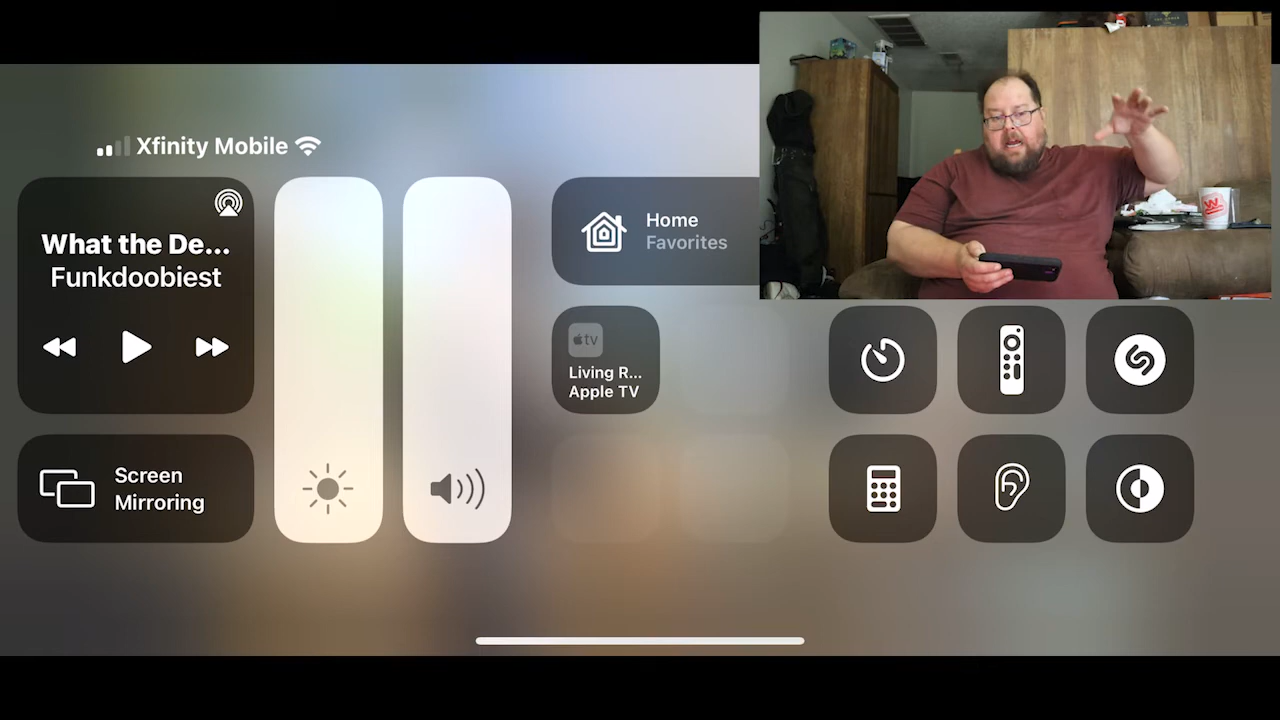 Xfinity Mobile
What the De...
Funkdoobiest
Screen
Mirroring
Home
Favorites
tv
Living R...
Apple TV